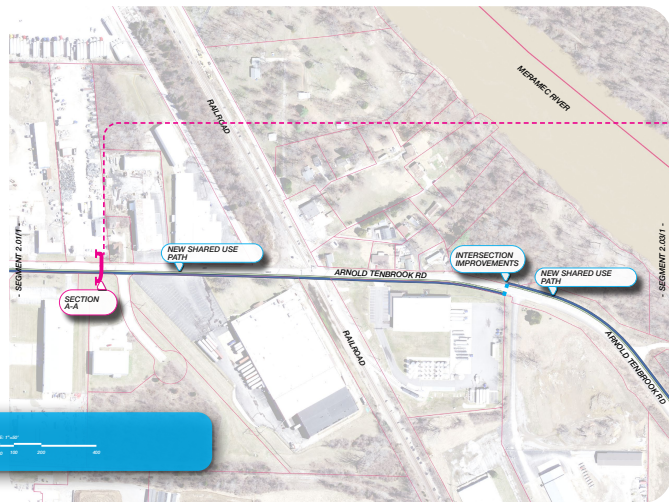 MERAMEC RIVER
RAILROAD
- SEGMENT 2.01/1 -
NEW SHARED USE
PATH
ARNOLD TENBROOK RD
INTERSECTION
IMPROVEMENTS
NEW SHARED USE
PATH
- SEGMENT 2.03/1 -
SECTION
A-A
RAILROAD
ARNOLD TENBROOK RD
100
200
400